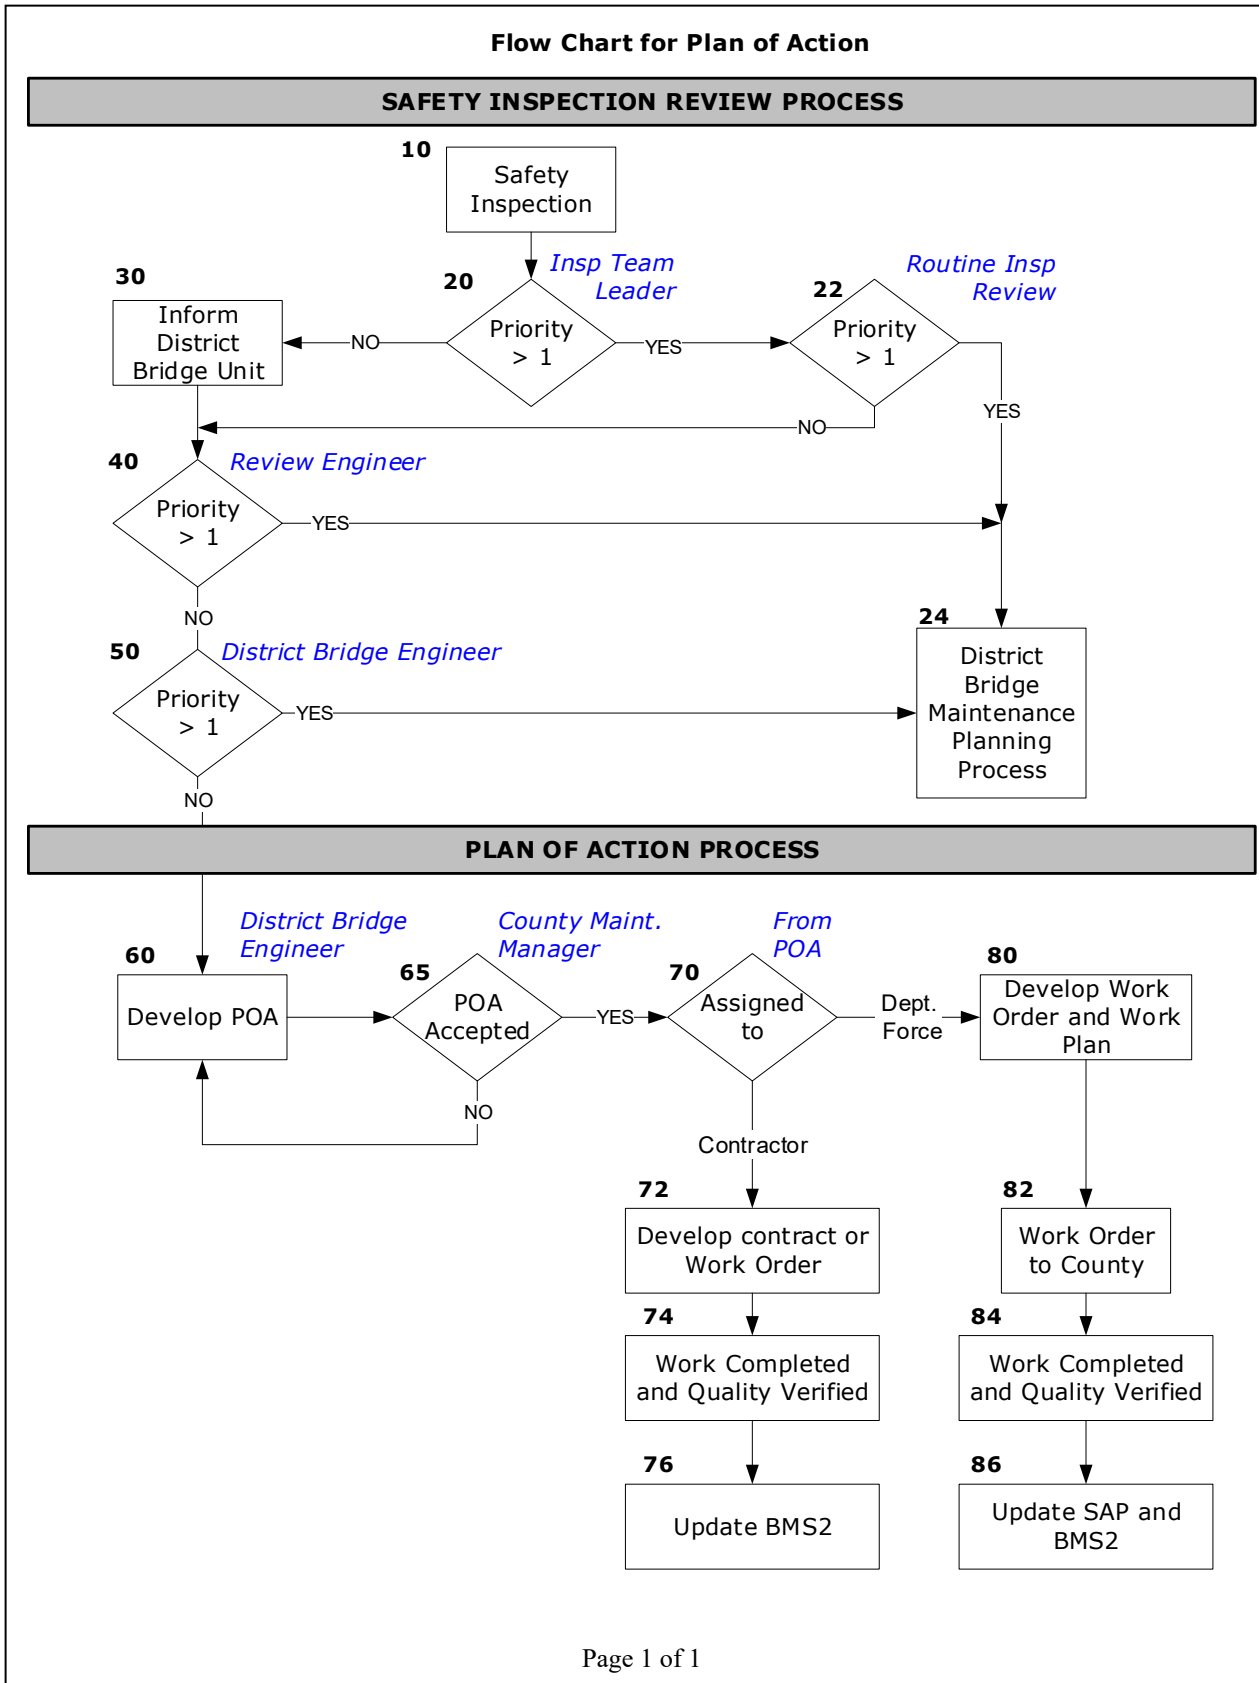 Flow Chart for Plan of Action
SAFETY INSPECTION REVIEW PROCESS
10
Safety
Inspection
20
Insp Team
Leader
Priority
> 1
NO
YES
22
Routine Insp
Review
Priority
> 1
YES
NO
30
Inform
District
Bridge Unit
40
Review Engineer
Priority
> 1
YES
NO
50
District Bridge Engineer
Priority
> 1
YES
NO
24
District
Bridge
Maintenance
Planning
Process
PLAN OF ACTION PROCESS
60
District Bridge
Engineer
Develop POA
65
County Maint.
Manager
POA
Accepted
YES
NO
70
From
POA
Assigned
to
Dept.
Force
Contractor
80
Develop Work
Order and Work
Plan
72
Develop contract or
Work Order
74
Work Completed
and Quality Verified
76
Update BMS2
82
Work Order
to County
84
Work Completed
and Quality Verified
86
Update SAP and
BMS2
Page 1 of 1